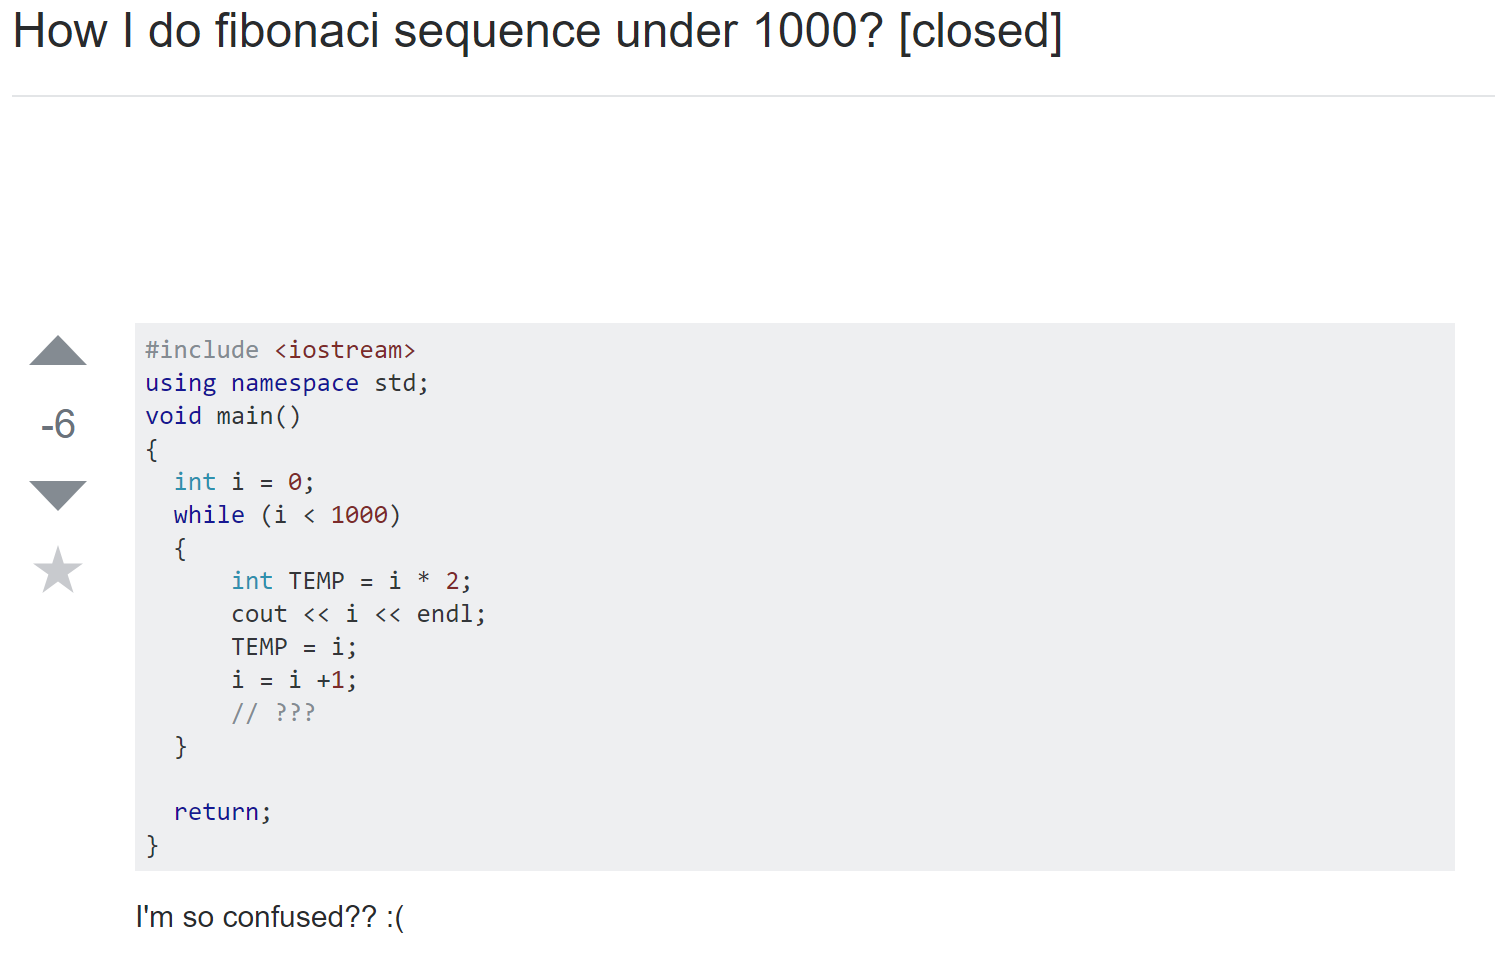 How I do fibonaci sequence under 1000? [closed]
-6
#include <iostream>
using namespace std;
void main()
{
  int i = 0;
  while (i < 1000)
  {
      int TEMP = i * 2;
      cout << i << endl;
      TEMP = i;
      i = i +1;
      // ???
  }

  return;
}
I'm so confused?? :(